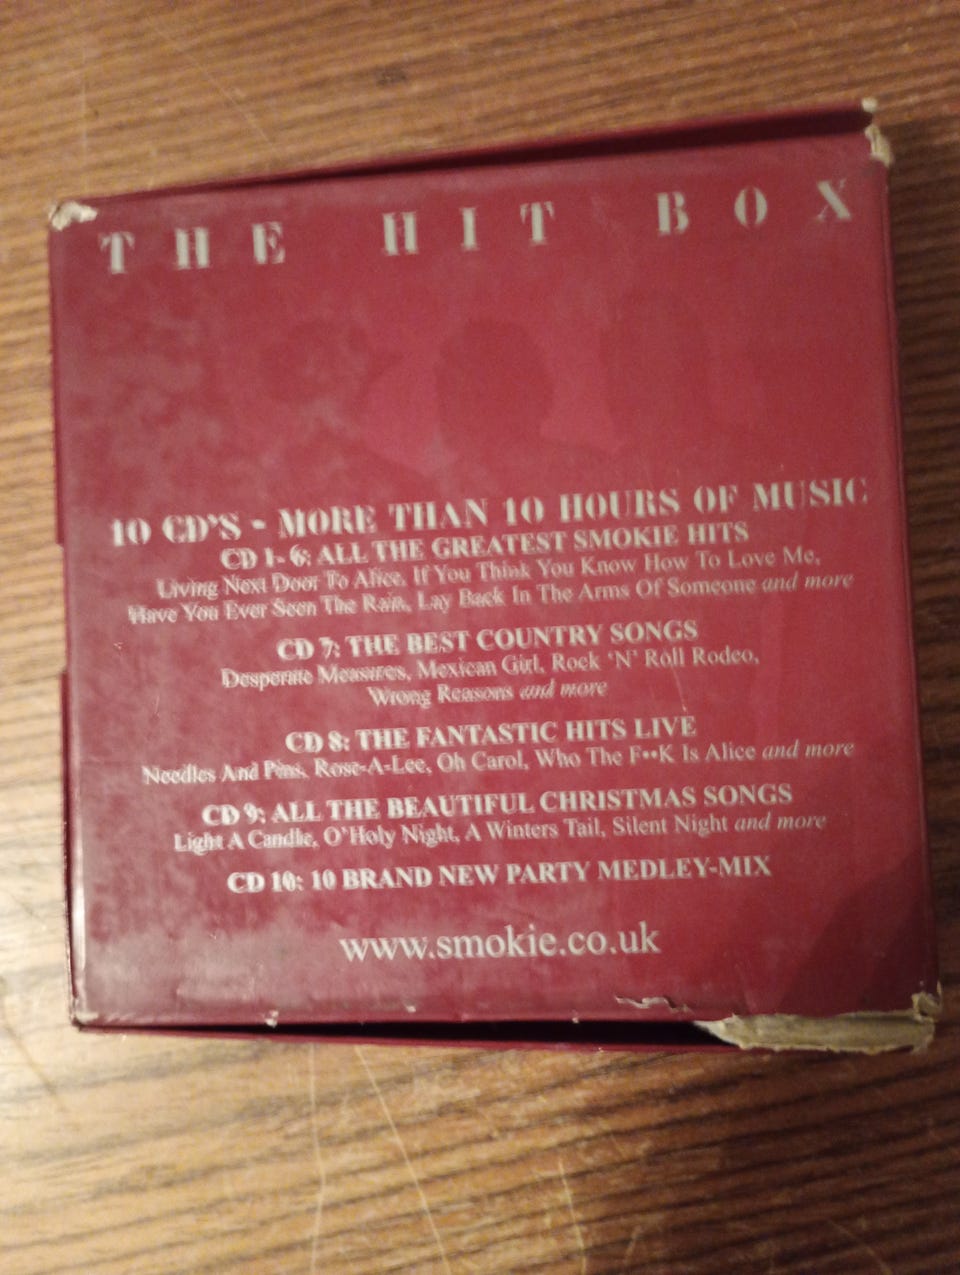 THE HIT BOX
10 CD'S - MORE THAN 10 HOURS OF MUSIC
CD 1- 6: ALL THE GREATEST SMOKIE HITS
Living Next Door To Alice, If You Think You Know How To Love Me,
Have You Ever Seen The Rain, Lay Back In The Arms Of Someone and more
CD 7: THE BEST COUNTRY SONGS
Desperate Measures, Mexican Girl, Rock 'N' Roll Rodeo,
Wrong Reasons and more
CD 8: THE FANTASTIC HITS LIVE
Needles And Pins, Rose-A-Lee, Oh Carol, Who The F••K Is Alice and more
CD 9: ALL THE BEAUTIFUL CHRISTMAS SONGS
Light A Candle, O'Holy Night, A Winters Tail, Silent Night and more
CD 10: 10 BRAND NEW PARTY MEDLEY-MIX
www.smokie.co.uk